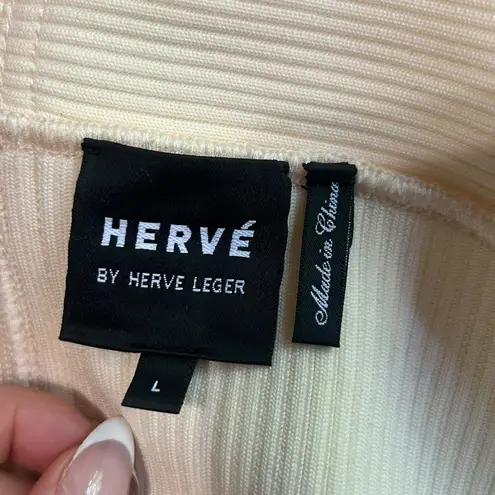 HERVÉ
BY HERVE LEGER
L
Made in China